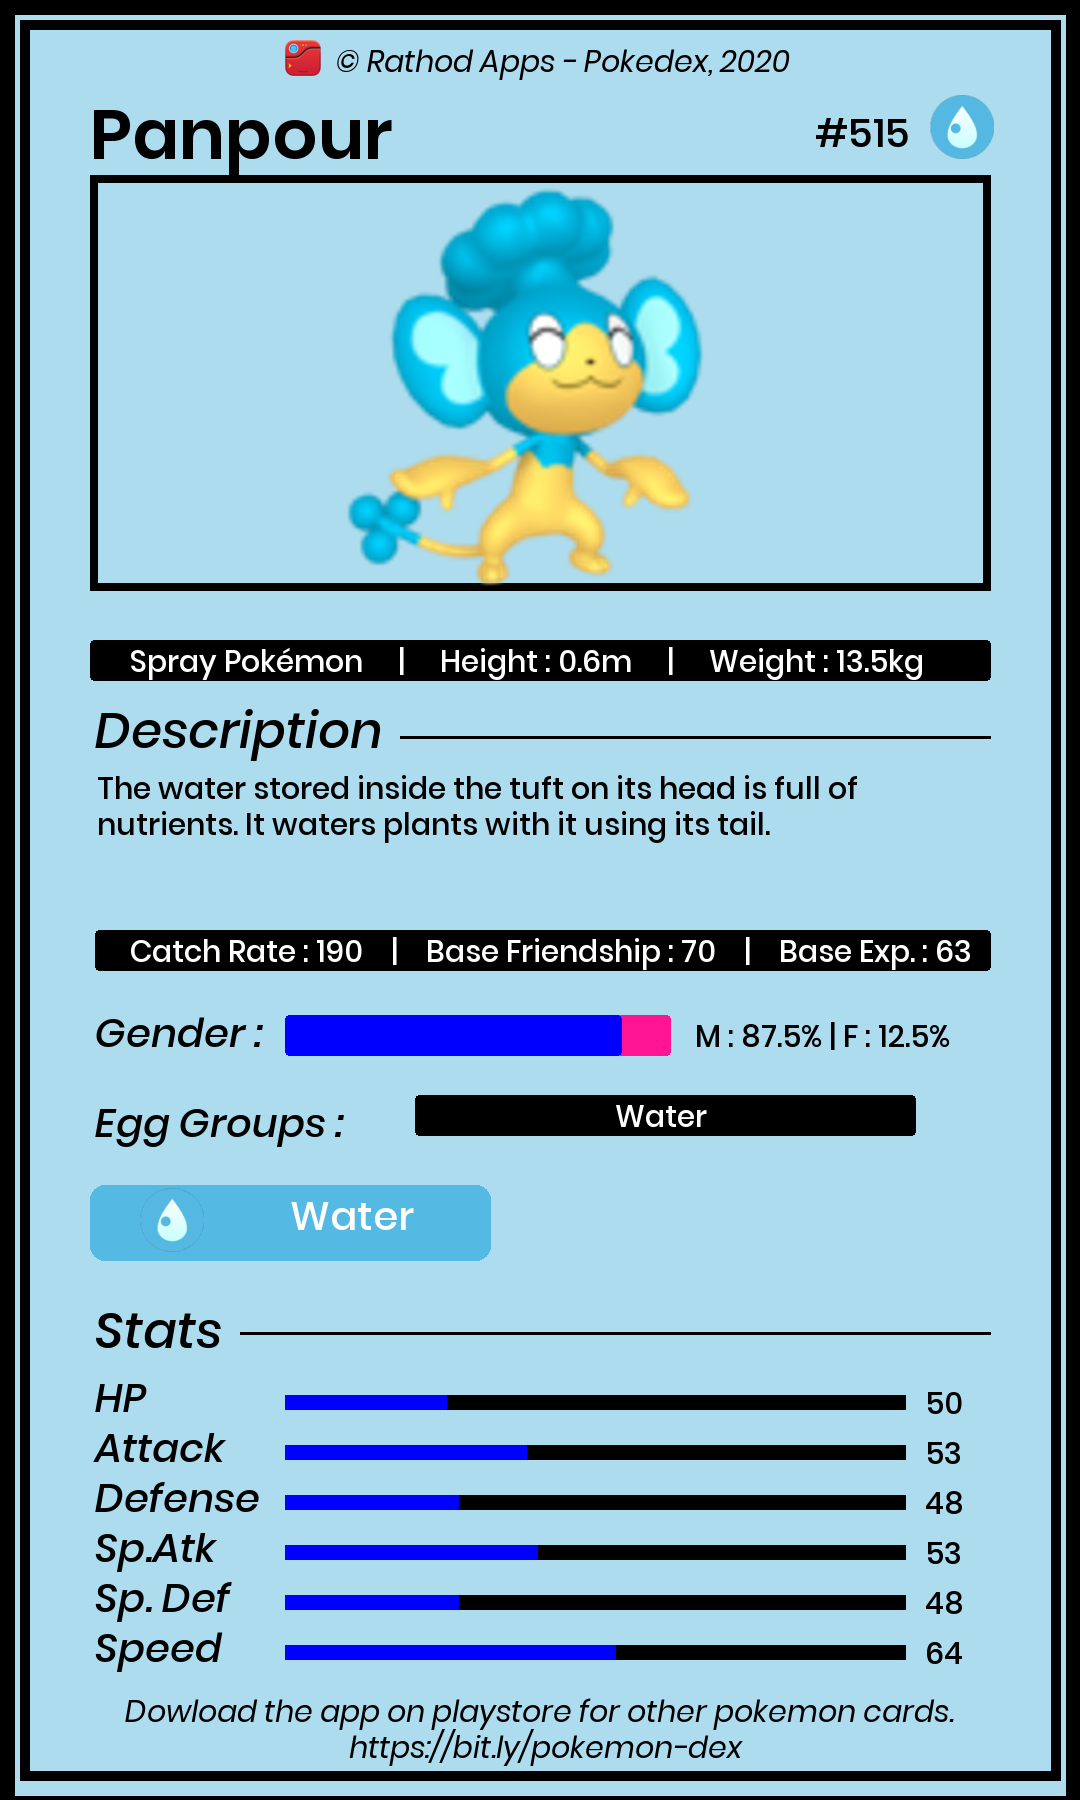 © Rathod Apps - Pokedex, 2020
Panpour #515
Spray Pokémon | Height : 0.6m | Weight : 13.5kg
Description
The water stored inside the tuft on its head is full of
nutrients. It waters plants with it using its tail.
Catch Rate : 190 | Base Friendship : 70 | Base Exp. : 63
Gender : M : 87.5% | F : 12.5%
Egg Groups : Water
Water
Stats
HP 50
Attack 53
Defense 48
Sp.Atk 53
Sp. Def 48
Speed 64
Dowload the app on playstore for other pokemon cards.
https://bit.ly/pokemon-dex